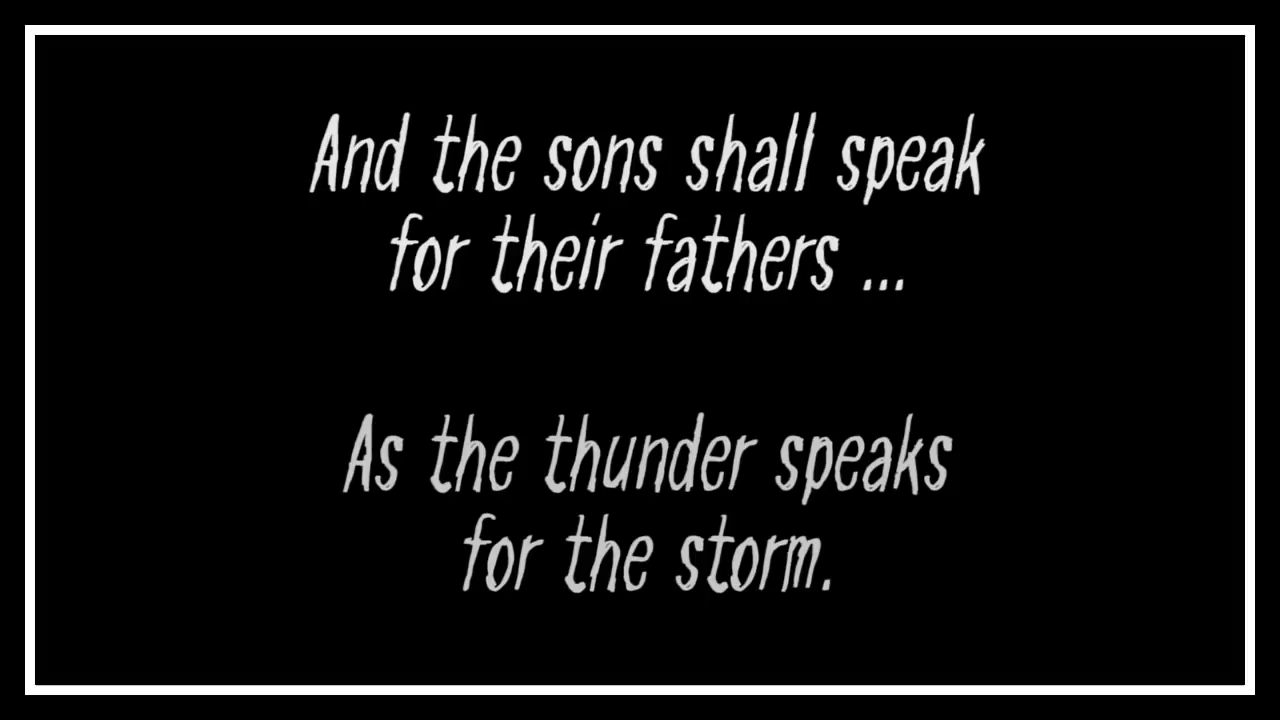 And the sons shall speak
for their fathers ...
As the thunder speaks
for the storm.